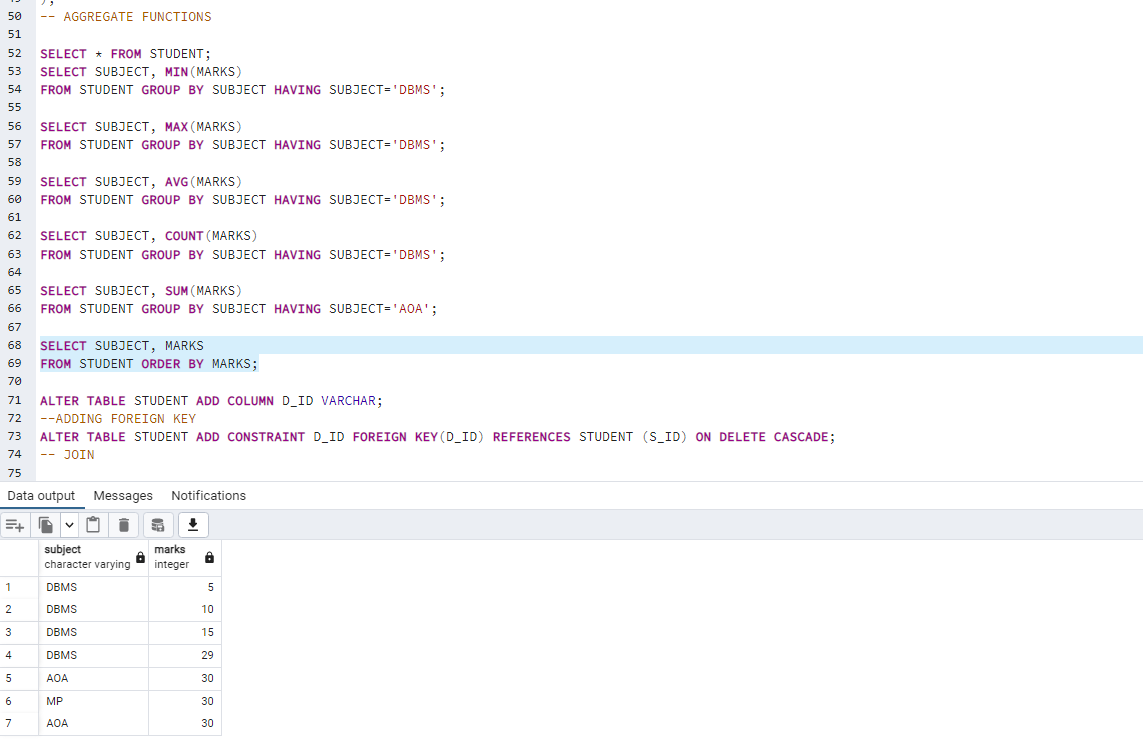 49 );
50 -- AGGREGATE FUNCTIONS
51
52 SELECT * FROM STUDENT;
53 SELECT SUBJECT, MIN(MARKS)
54 FROM STUDENT GROUP BY SUBJECT HAVING SUBJECT='DBMS';
55
56 SELECT SUBJECT, MAX(MARKS)
57 FROM STUDENT GROUP BY SUBJECT HAVING SUBJECT='DBMS';
58
59 SELECT SUBJECT, AVG(MARKS)
60 FROM STUDENT GROUP BY SUBJECT HAVING SUBJECT='DBMS';
61
62 SELECT SUBJECT, COUNT(MARKS)
63 FROM STUDENT GROUP BY SUBJECT HAVING SUBJECT='DBMS';
64
65 SELECT SUBJECT, SUM(MARKS)
66 FROM STUDENT GROUP BY SUBJECT HAVING SUBJECT='AOA';
67
68 SELECT SUBJECT, MARKS
69 FROM STUDENT ORDER BY MARKS;
70
71 ALTER TABLE STUDENT ADD COLUMN D_ID VARCHAR;
72 --ADDING FOREIGN KEY
73 ALTER TABLE STUDENT ADD CONSTRAINT D_ID FOREIGN KEY(D_ID) REFERENCES STUDENT (S_ID) ON DELETE CASCADE;
74 -- JOIN
75
Data output Messages Notifications
subject marks
character varying integer
1 DBMS 5
2 DBMS 10
3 DBMS 15
4 DBMS 29
5 AOA 30
6 MP 30
7 AOA 30